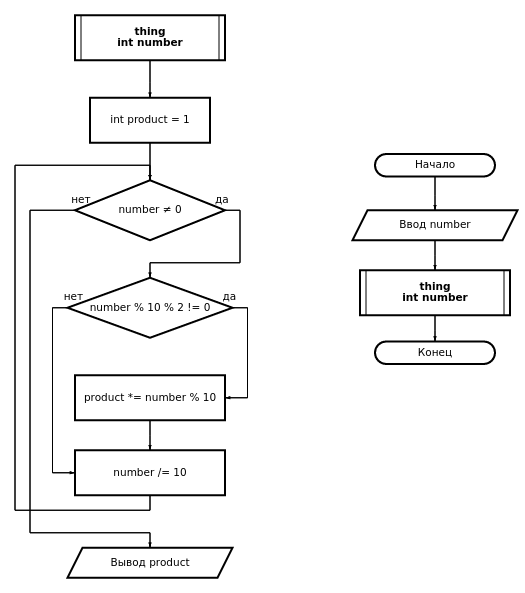 thing
int number
int product = 1
нет
да
number ≠ 0
нет
да
number % 10 % 2 != 0
product *= number % 10
number /= 10
Вывод product
Начало
Ввод number
thing
int number
Конец